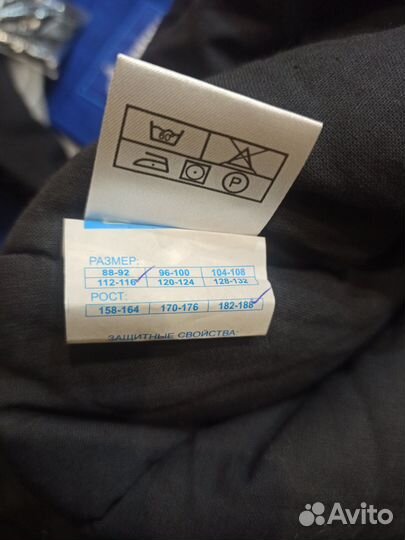 60
P
РАЗМЕР:
88-92 96-100 104-108
112-116 120-124 128-132
РОСТ:
158-164 170-176 182-188
ЗАЩИТНЫЕ СВОЙСТВА:
Avito